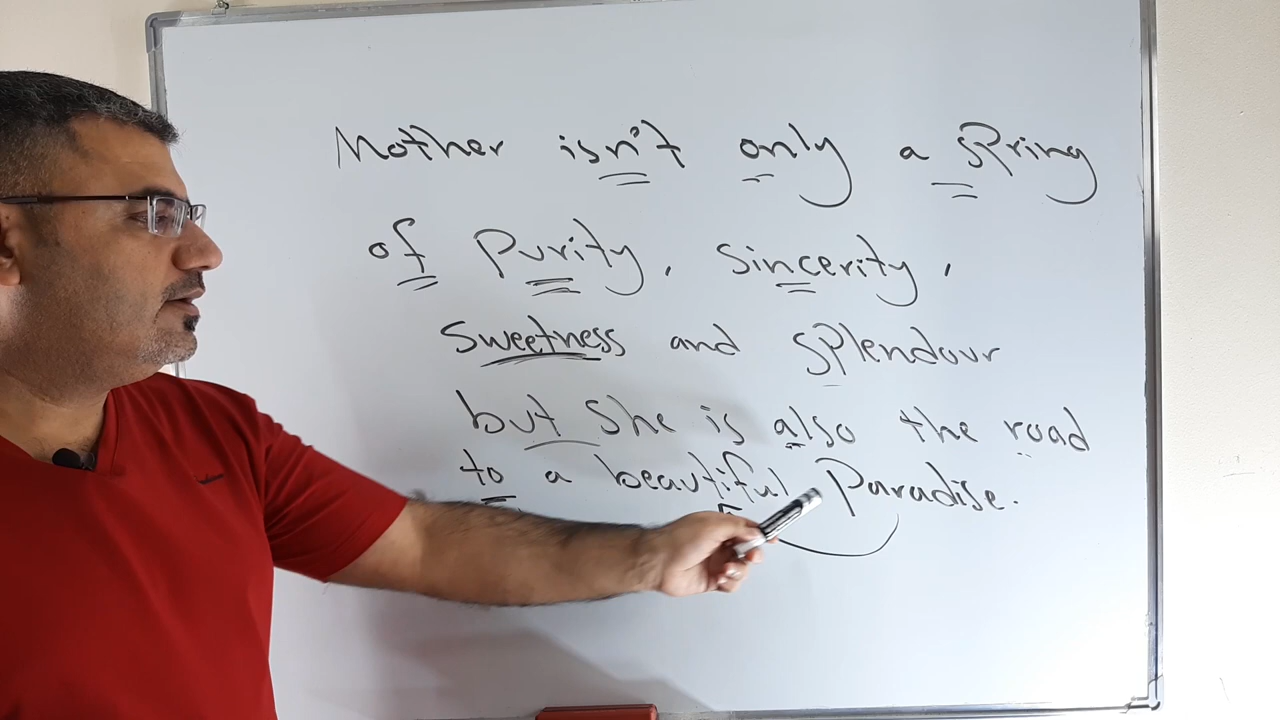 Mother isn't only a spring
of purity, sincerity,
sweetness and splendour
but she is also the road
to a beautiful Paradise.